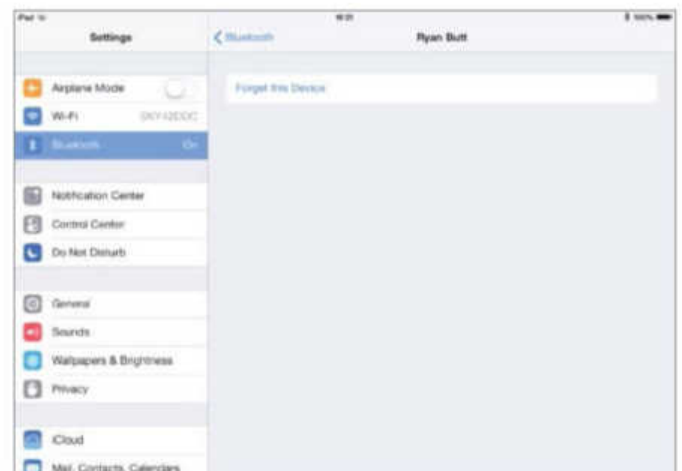 iPad
Settings
Bluetooth
Ryan Butt
Airplane Mode
Forget this Device
Wi-Fi
Bluetooth On
Notification Center
Control Center
Do Not Disturb
General
Sounds
Wallpapers & Brightness
Privacy
iCloud
Mail, Contacts, Calendars